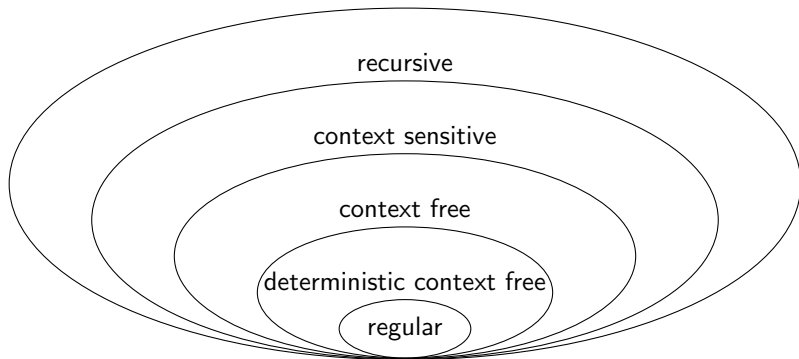 recursive
context sensitive
context free
deterministic context free
regular